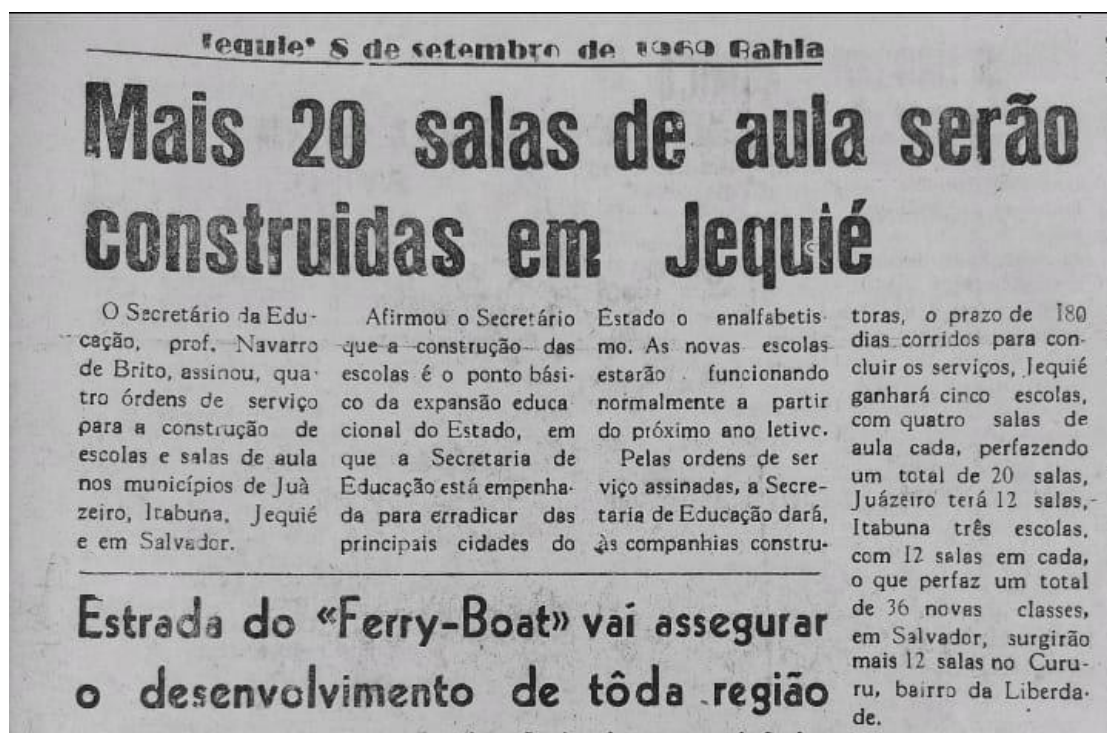 Jequié 8 de setembro de 1969 Bahia
Mais 20 salas de aula serão
construidas em Jequié
O Secretário da Edu-
cação, prof. Navarro
de Brito, assinou, qua-
tro órdens de serviço
para a construção de
escolas e salas de aula
nos municípios de Juà
zeiro, Itabuna, Jequié
e em Salvador.
Afirmou o Secretário
que a construção das
escolas é o ponto bási-
co da expansão educa
cional do Estado, em
que a Secretaria de
Educação está empenha-
da para erradicar das
principais cidades do
Estado o analfabetis
mo. As novas escolas
estarão funcionando
normalmente a partir
do próximo ano letivc.
Pelas ordens de ser
viço assinadas, a Secre-
taria de Educação dará,
às companhias constru-
toras, o prazo de 180
dias corridos para con-
cluir os serviços, Jequié
ganhará cinco escolas,
com quatro salas de
aula cada, perfazendo
um total de 20 salas,
Juázeiro terá 12 salas,
Itabuna três escolas,
com 12 salas em cada,
o que perfaz um total
de 36 novas classes,
em Salvador, surgirão
mais 12 salas no Curu-
ru, bairro da Liberda-
de.
Estrada do «Ferry-Boat» vai assegurar
o desenvolvimento de tôda região